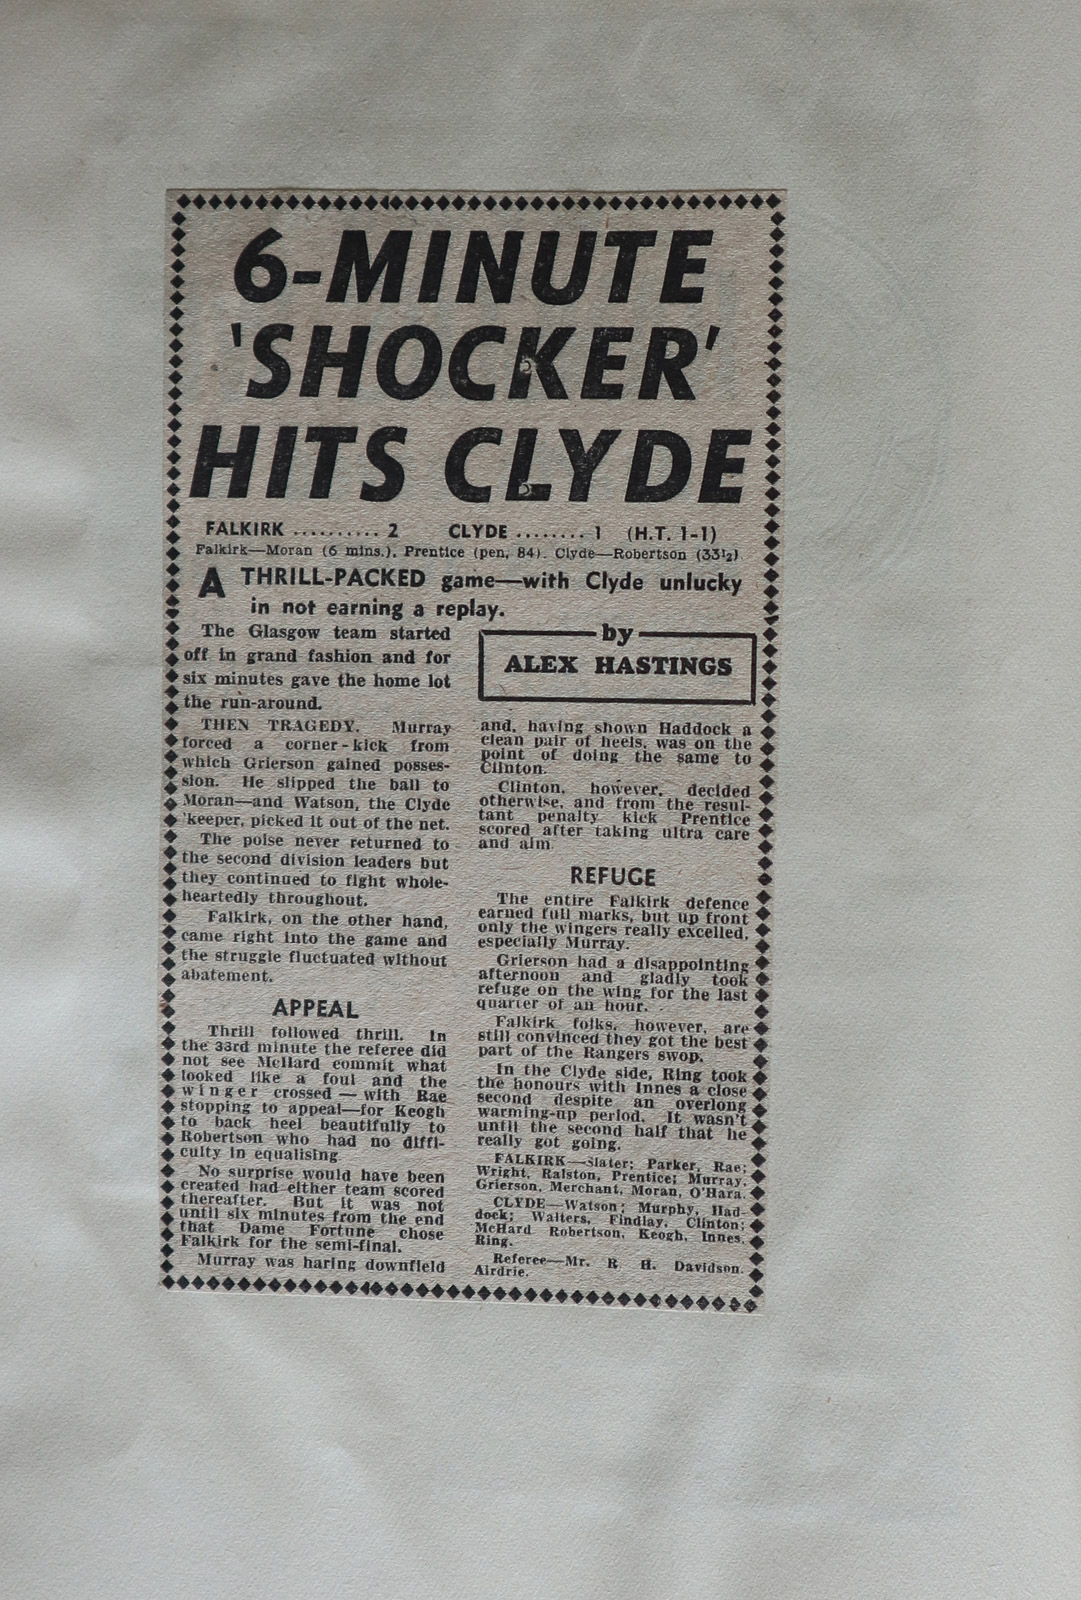 6-MINUTE
'SHOCKER'
HITS CLYDE
FALKIRK .......... 2 CLYDE ........ 1 (H.T. 1-1)
Falkirk—Moran (6 mins.), Prentice (pen, 84). Clyde—Robertson (33½)
A THRILL-PACKED game—with Clyde unlucky
in not earning a replay.
The Glasgow team started
off in grand fashion and for
six minutes gave the home lot
the run-around.
THEN TRAGEDY. Murray
forced a corner-kick from
which Grierson gained posses-
sion. He slipped the ball to
Moran—and Watson, the Clyde
'keeper, picked it out of the net.
The poise never returned to
the second division leaders but
they continued to fight whole-
heartedly throughout.
Falkirk, on the other hand,
came right into the game and
the struggle fluctuated without
abatement.
APPEAL
Thrill followed thrill. In
the 33rd minute the referee did
not see McHard commit what
looked like a foul and the
winger crossed — with Rae
stopping to appeal—for Keogh
to back heel beautifully to
Robertson who had no diffi-
culty in equalising
No surprise would have been
created had either team scored
thereafter. But it was not
until six minutes from the end
that Dame Fortune chose
Falkirk for the semi-final.
Murray was haring downfield
by
ALEX HASTINGS
and, having shown Haddock a
clean pair of heels, was on the
point of doing the same to
Clinton.
Clinton, however, decided
otherwise, and from the resul-
tant penalty kick Prentice
scored after taking ultra care
and aim
REFUGE
The entire Falkirk defence
earned full marks, but up front
only the wingers really excelled,
especially Murray.
Grierson had a disappointing
afternoon and gladly took
refuge on the wing for the last
quarter of an hour.
Falkirk folks, however, are
still convinced they got the best
part of the Rangers swop.
In the Clyde side, Ring took
the honours with Innes a close
second despite an overlong
warming-up period. It wasn't
until the second half that he
really got going.
FALKIRK—Slater; Parker, Rae;
Wright, Ralston, Prentice; Murray,
Grierson, Merchant, Moran, O'Hara.
CLYDE—Watson; Murphy, Had-
dock; Walters, Findlay, Clinton;
McHard Robertson, Keogh, Innes,
Ring.
Referee—Mr. R H. Davidson.
Airdrie.